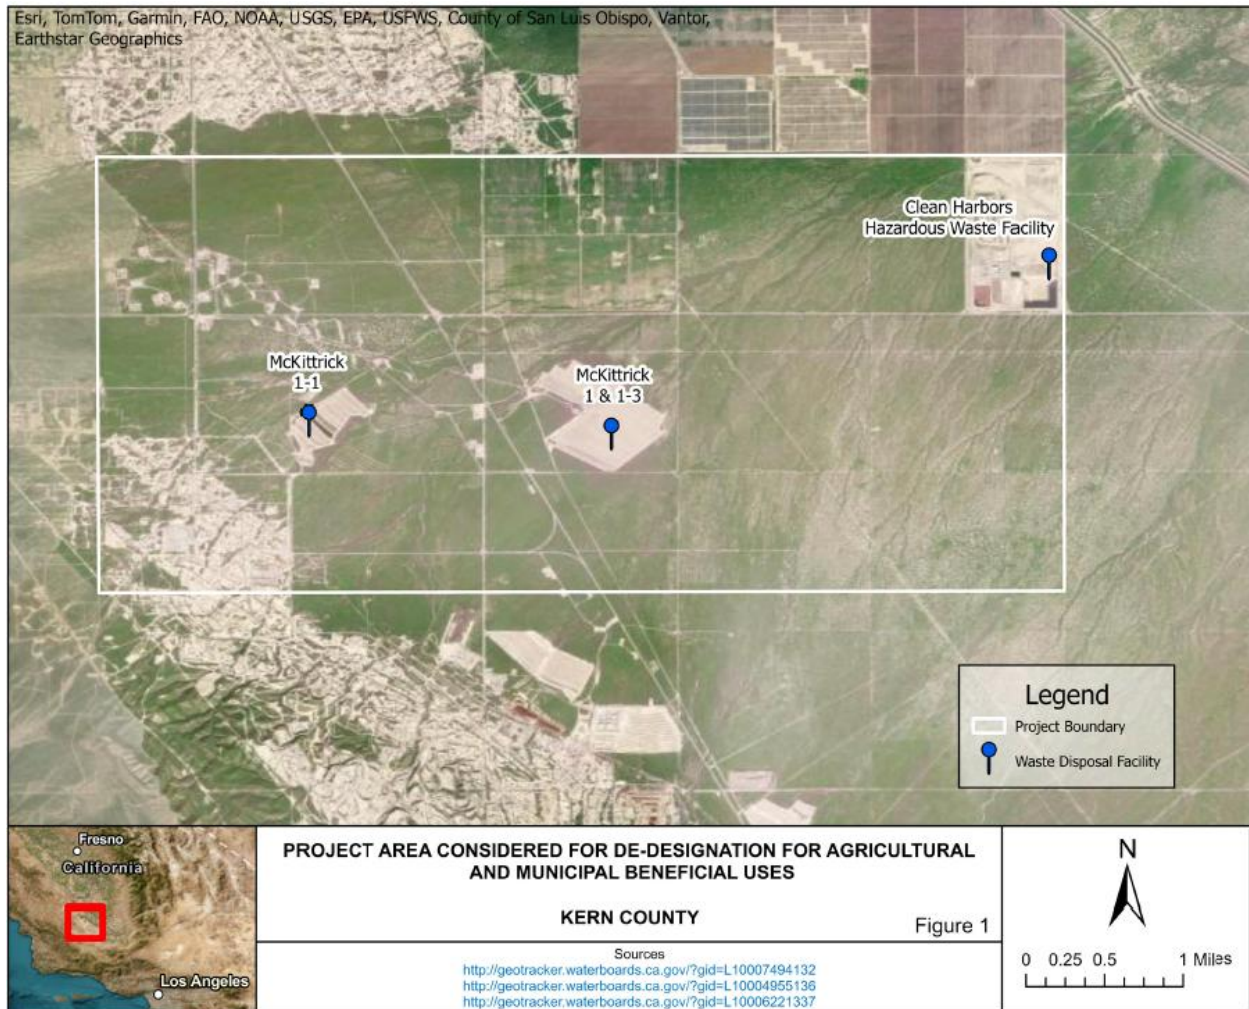 Esri, TomTom, Garmin, FAO, NOAA, USGS, EPA, USFWS, County of San Luis Obispo, Vantor,
Earthstar Geographics
Clean Harbors
Hazardous Waste Facility
McKittrick
1-1
McKittrick
1 & 1-3
Legend
Project Boundary
Waste Disposal Facility
Fresno
California
Los Angeles
PROJECT AREA CONSIDERED FOR DE-DESIGNATION FOR AGRICULTURAL
AND MUNICIPAL BENEFICIAL USES
KERN COUNTY
Figure 1
Sources
http://geotracker.waterboards.ca.gov/?gid=L10007494132
http://geotracker.waterboards.ca.gov/?gid=L10004955136
http://geotracker.waterboards.ca.gov/?gid=L10006221337
N
0 0.25 0.5 1 Miles